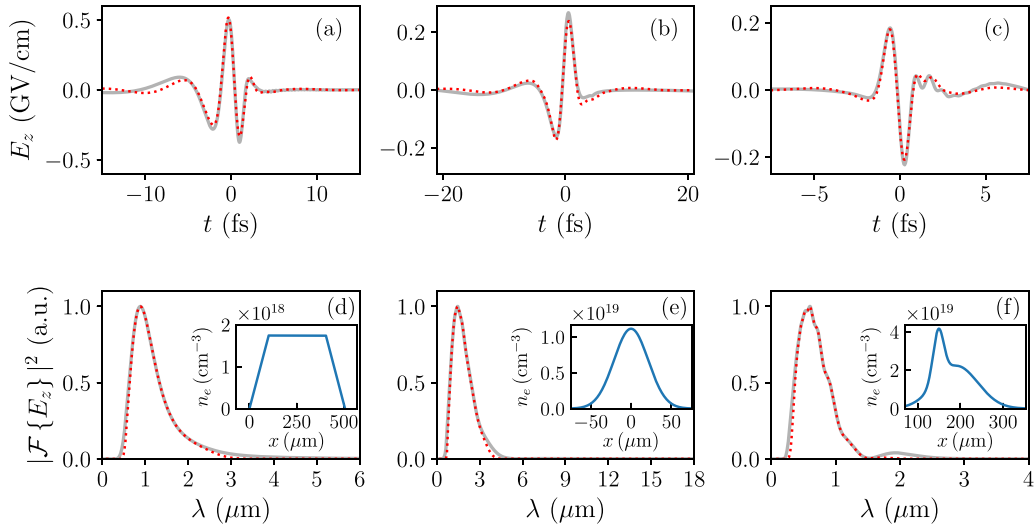 0.5
0.0
−0.5
E_z (GV/cm)
(a)
−10 0 10
t (fs)
0.2
0.0
−0.2
(b)
−20 0 20
t (fs)
0.2
0.0
−0.2
(c)
−5 0 5
t (fs)
1.0
0.5
0.0
|F {E_z} |^2 (a.u.)
(d)
×10^18
2
1
0
n_e (cm^−3)
0 250 500
x (μm)
0 1 2 3 4 5 6
λ (μm)
1.0
0.5
0.0
(e)
×10^19
1.0
0.5
0.0
n_e (cm^−3)
−50 0 50
x (μm)
0 3 6 9 12 15 18
λ (μm)
1.0
0.5
0.0
(f)
×10^19
4
2
0
n_e (cm^−3)
100 200 300
x (μm)
0 1 2 3 4
λ (μm)